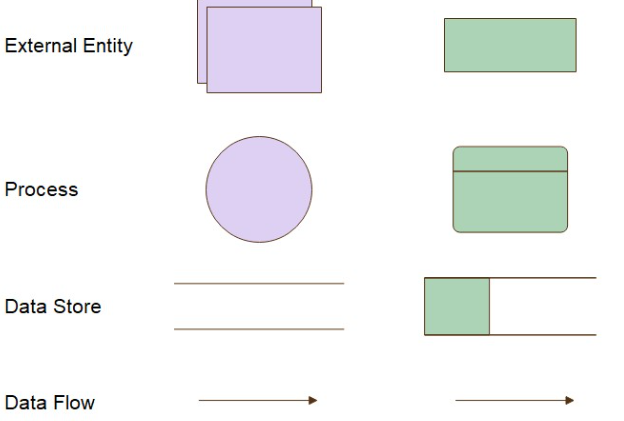 External Entity
Process
Data Store
Data Flow